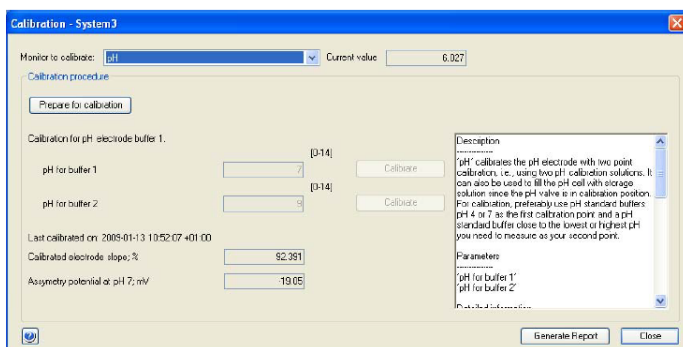 Calibration - System3
Monitor to calibrate: pH Current value 6.027
Calibration procedure
Prepare for calibration
Calibration for pH electrode buffer 1.
[0-14]
pH for buffer 1 7 Calibrate
[0-14]
pH for buffer 2 9 Calibrate
Last calibrated on: 2009-01-13 10:52:07 +01:00
Calibrated electrode slope; % 92.391
Assymetry potential at pH 7; mV -19.05
Description
-------------
'pH' calibrates the pH electrode with two point
calibration, i.e., using two pH calibration solutions. It
can also be used to fill the pH cell with storage
solution since the pH valve is in calibration position.
For calibration, preferably use pH standard buffers
pH 4 or 7 as the first calibration point and a pH
standard buffer close to the lowest or highest pH
you need to measure as your second point.
Parameters
-------------
'pH for buffer 1'
'pH for buffer 2'
Detailed information
Generate Report Close